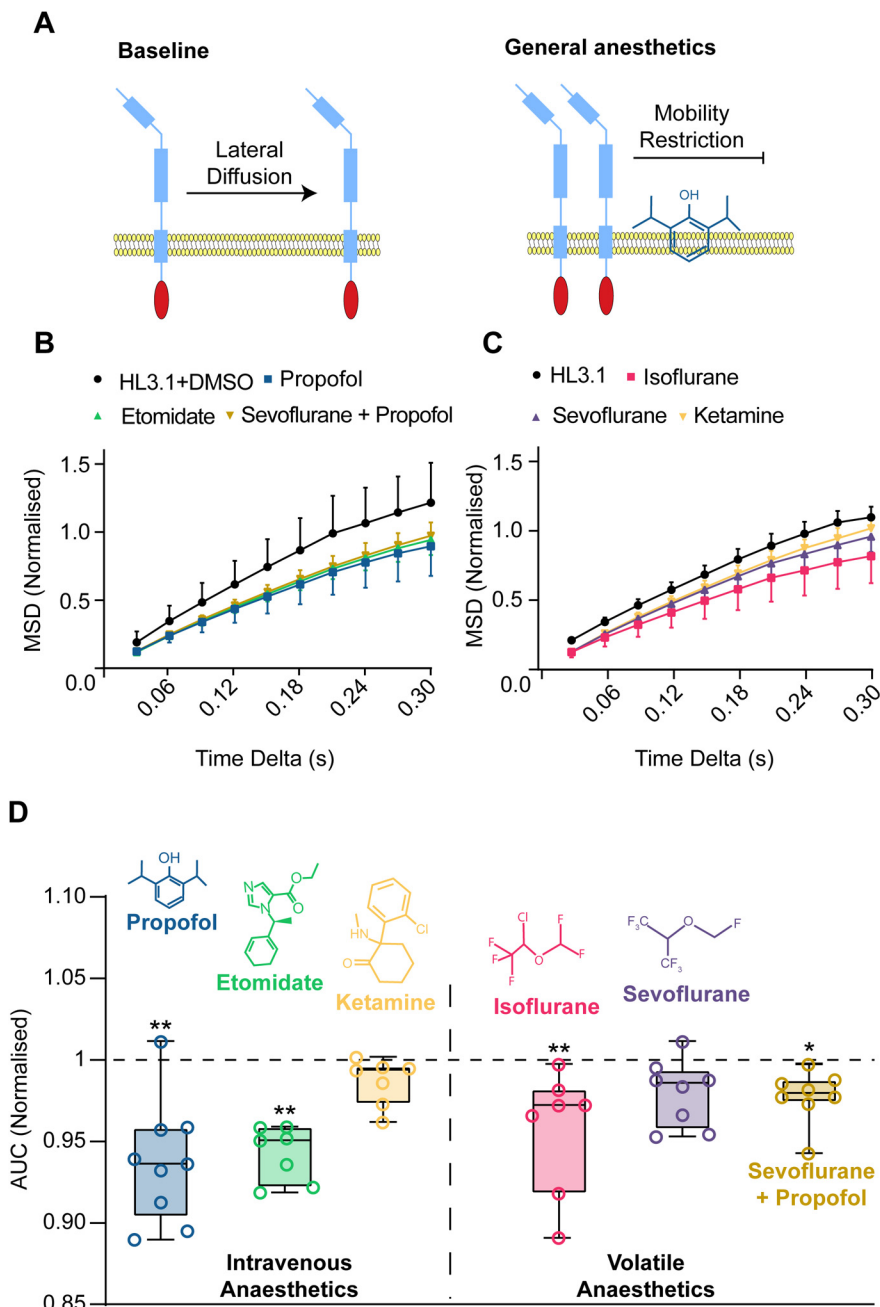 A
Baseline
General anesthetics
Lateral
Diffusion
Mobility
Restriction
OH
B
HL3.1+DMSO Propofol
Etomidate Sevoflurane + Propofol
MSD (Normalised)
1.5
1.0
0.5
0.0
0.06 0.12 0.18 0.24 0.30
Time Delta (s)
C
HL3.1 Isoflurane
Sevoflurane Ketamine
MSD (Normalised)
1.5
1.0
0.5
0.0
0.06 0.12 0.18 0.24 0.30
Time Delta (s)
D
AUC (Normalised)
1.10
1.05
1
0.95
0.90
0.85
OH
Propofol
N
N
O
O
Etomidate
HN
Cl
O
Ketamine
Cl
F
F
F
F
O
F
Isoflurane
F3C
O
F
CF3
Sevoflurane
**
**
**
*
Sevoflurane
+ Propofol
Intravenous
Anaesthetics
Volatile
Anaesthetics